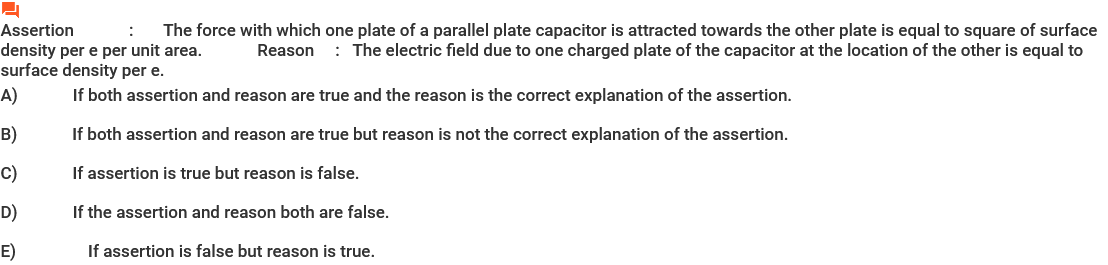 Assertion : The force with which one plate of a parallel plate capacitor is attracted towards the other plate is equal to square of surface
density per e per unit area. Reason : The electric field due to one charged plate of the capacitor at the location of the other is equal to
surface density per e.
A) If both assertion and reason are true and the reason is the correct explanation of the assertion.
B) If both assertion and reason are true but reason is not the correct explanation of the assertion.
C) If assertion is true but reason is false.
D) If the assertion and reason both are false.
E) If assertion is false but reason is true.